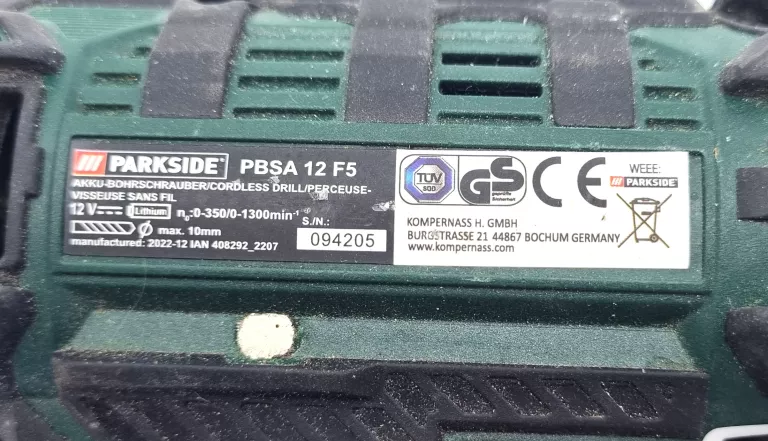 PARKSIDE® PBSA 12 F5
AKKU-BOHRSCHRAUBER/CORDLESS DRILL/PERCEUSE-
VISSEUSE SANS FIL
12 V Lithium n₀:0-350/0-1300min⁻¹
max. 10mm
manufactured: 2022-12 IAN 408292_2207
S./N.:
094205
TÜV
SÜD
GS
geprüfte
Sicherheit
CE
WEEE:
PARKSIDE
KOMPERNASS H. GMBH
BURGSTRASSE 21 44867 BOCHUM GERMANY
www.kompernass.com